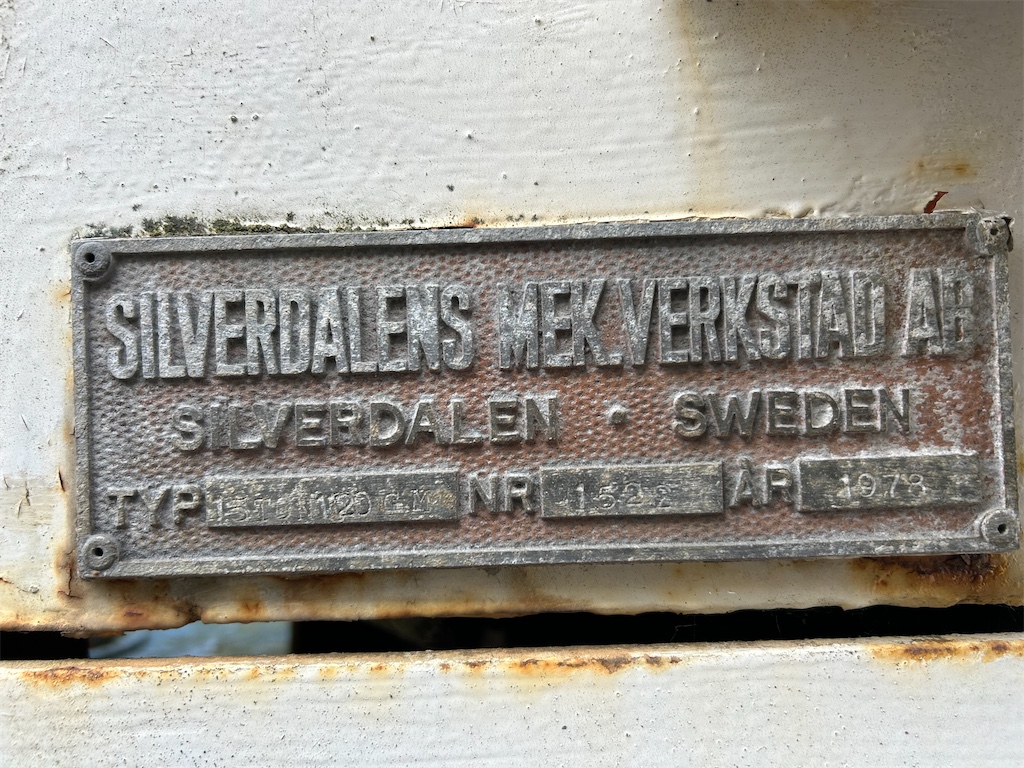 SILVERDALENS MEK.VERKSTAD AB
SILVERDALEN · SWEDEN
TYP NR 1522 ÅR 1978